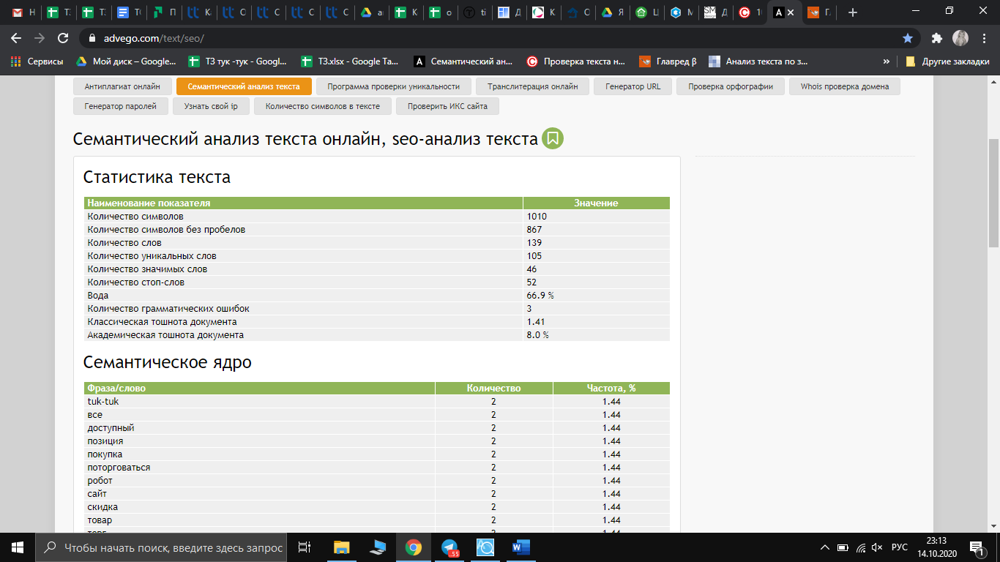 advego.com/text/seo/
Сервисы Мой диск – Google... ТЗ тук -тук - Googl... ТЗ.xlsx - Google Та... Семантический ан... Проверка текста н... Главред β Анализ текста по з... » Другие закладки
Антиплагиат онлайн Семантический анализ текста Программа проверки уникальности Транслитерация онлайн Генератор URL Проверка орфографии Whois проверка домена
Генератор паролей Узнать свой ip Количество символов в тексте Проверить ИКС сайта
Семантический анализ текста онлайн, seo-анализ текста
Статистика текста
Наименование показателя Значение
Количество символов 1010
Количество символов без пробелов 867
Количество слов 139
Количество уникальных слов 105
Количество значимых слов 46
Количество стоп-слов 52
Вода 66.9 %
Количество грамматических ошибок 3
Классическая тошнота документа 1.41
Академическая тошнота документа 8.0 %
Семантическое ядро
Фраза/слово Количество Частота, %
tuk-tuk 2 1.44
все 2 1.44
доступный 2 1.44
позиция 2 1.44
покупка 2 1.44
поторговаться 2 1.44
робот 2 1.44
сайт 2 1.44
скидка 2 1.44
товар 2 1.44
Чтобы начать поиск, введите здесь запрос 55 РУС 23:13
14.10.2020 1